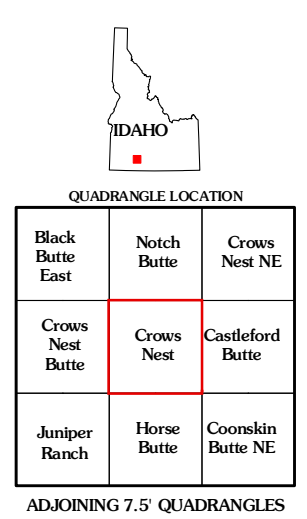 IDAHO
QUADRANGLE LOCATION
Black
Butte
East
Notch
Butte
Crows
Nest NE
Crows
Nest
Butte
Crows
Nest
Castleford
Butte
Juniper
Ranch
Horse
Butte
Coonskin
Butte NE
ADJOINING 7.5' QUADRANGLES